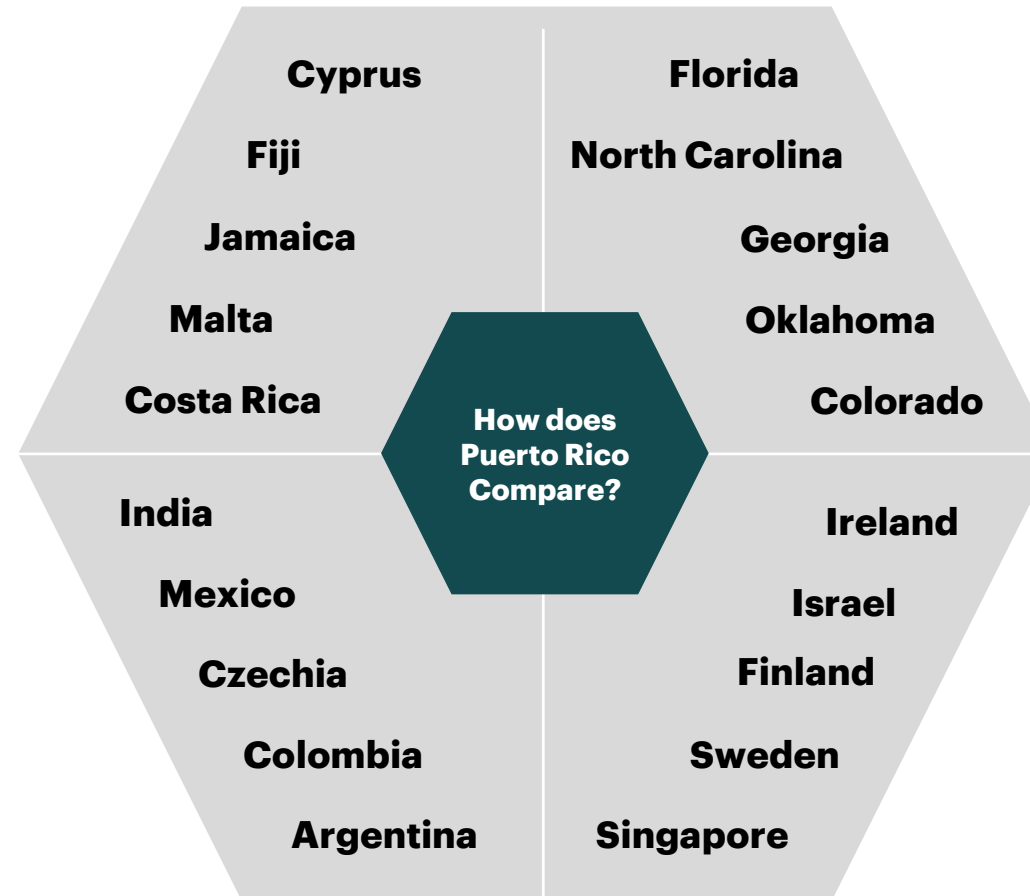 Cyprus
Fiji
Jamaica
Malta
Costa Rica
Florida
North Carolina
Georgia
Oklahoma
Colorado
How does
Puerto Rico
Compare?
India
Mexico
Czechia
Colombia
Argentina
Ireland
Israel
Finland
Sweden
Singapore